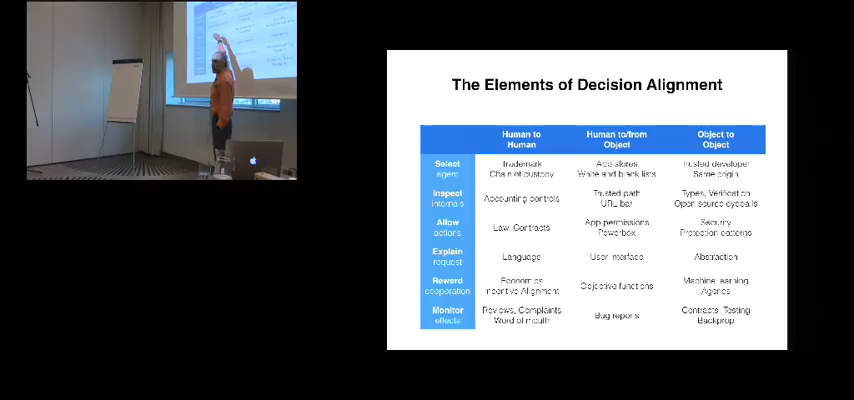 The Elements of Decision Alignment
Human to Human/from Object to
Human Object Object
Select Trademark App stores Trusted developer
agent Chain of custody White and black lists Same origin
Inspect Accounting controls Trusted path Types, Verification
internals URL bar Open source eyeballs
Allow Law, Contracts App permissions Security
actions Powerbox Protection patterns
Explain Language User interface Abstraction
request
Reward Economics Objective functions Machine learning
cooperation Incentive Alignment Agorics
Monitor Reviews, Complaints Bug reports Contracts, Testing
effects Word of mouth Backprop